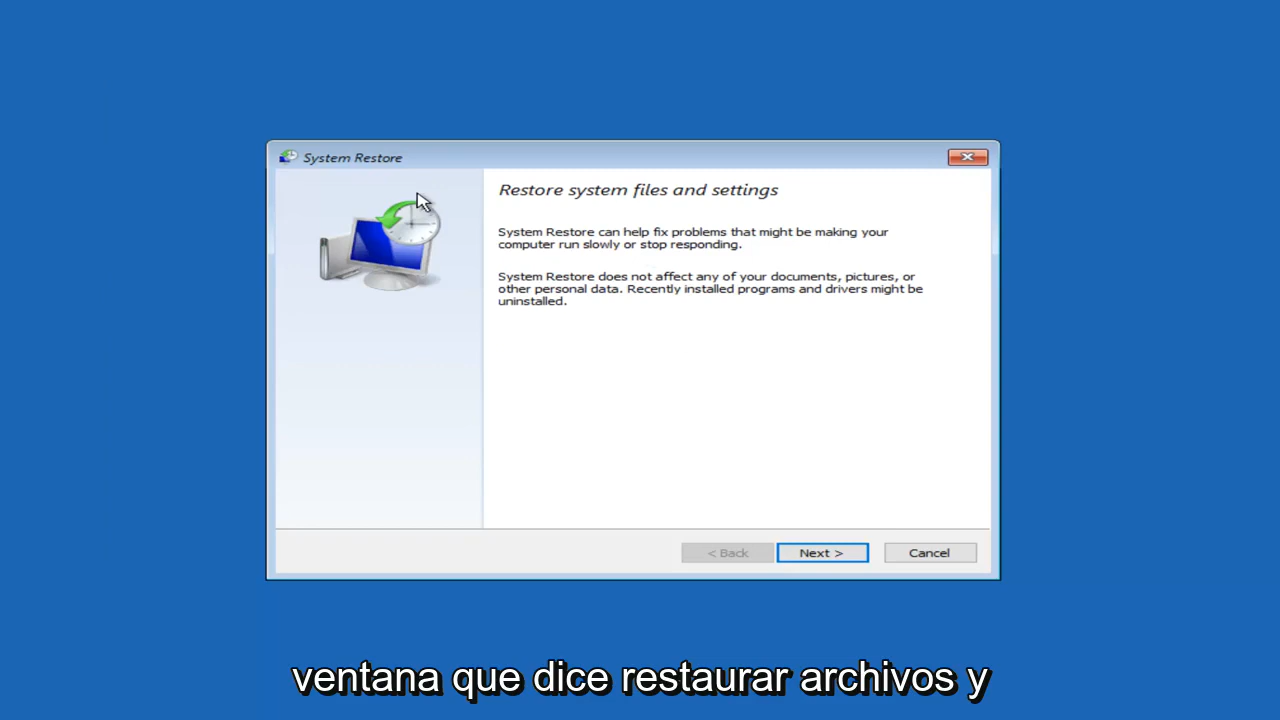 System Restore
Restore system files and settings
System Restore can help fix problems that might be making your
computer run slowly or stop responding.
System Restore does not affect any of your documents, pictures, or
other personal data. Recently installed programs and drivers might be
uninstalled.
< Back
Next >
Cancel
ventana que dice restaurar archivos y